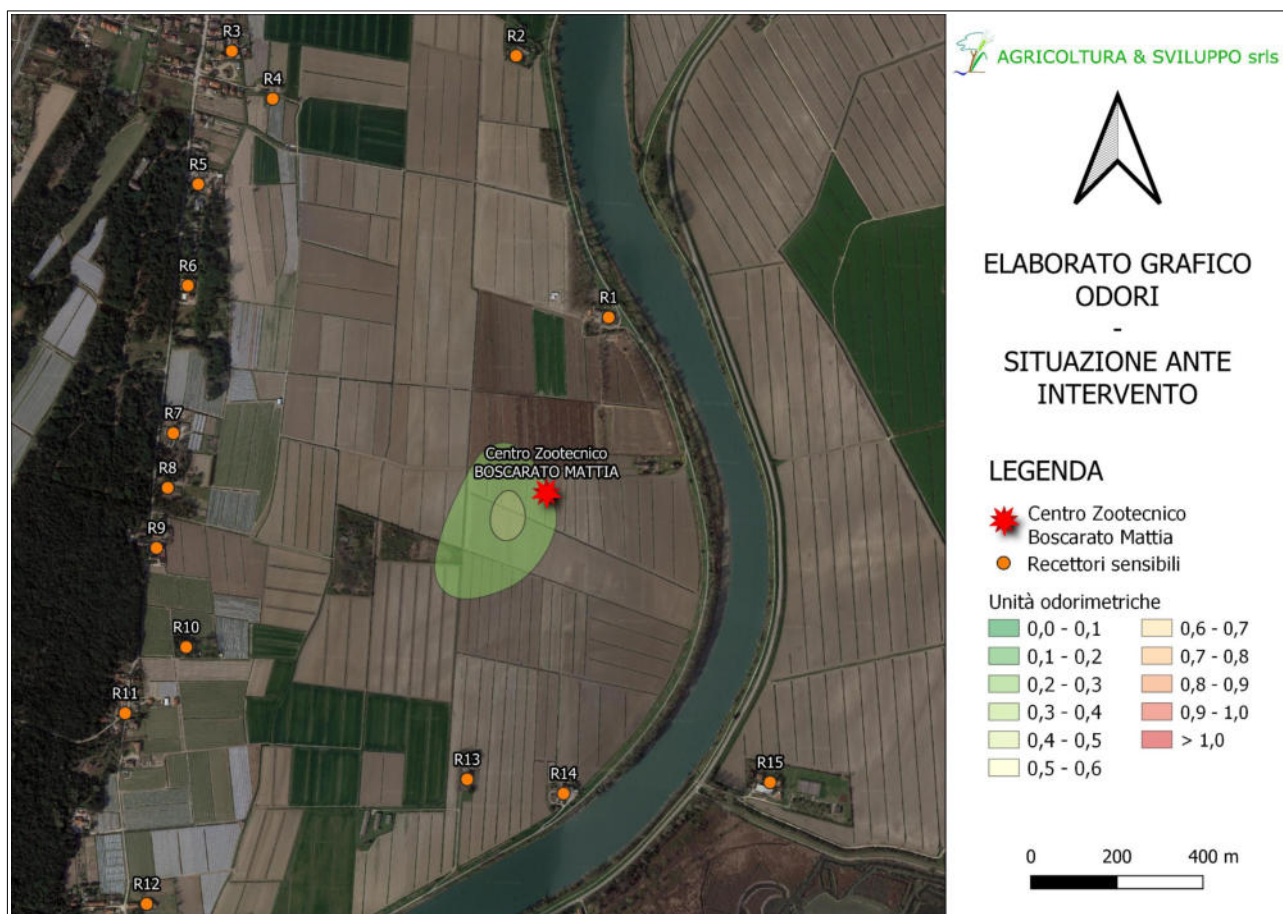 R3
R2
R4
R5
R6
R1
R7
R8
R9
R10
R11
R12
R13
R14
R15
Centro Zootecnico
BOSCARATO MATTIA
AGRICOLTURA & SVILUPPO srls
ELABORATO GRAFICO
ODORI
-
SITUAZIONE ANTE
INTERVENTO
LEGENDA
Centro Zootecnico
Boscarato Mattia
Recettori sensibili
Unità odorimetriche
0,0 - 0,1
0,1 - 0,2
0,2 - 0,3
0,3 - 0,4
0,4 - 0,5
0,5 - 0,6
0,6 - 0,7
0,7 - 0,8
0,8 - 0,9
0,9 - 1,0
> 1,0
0 200 400 m